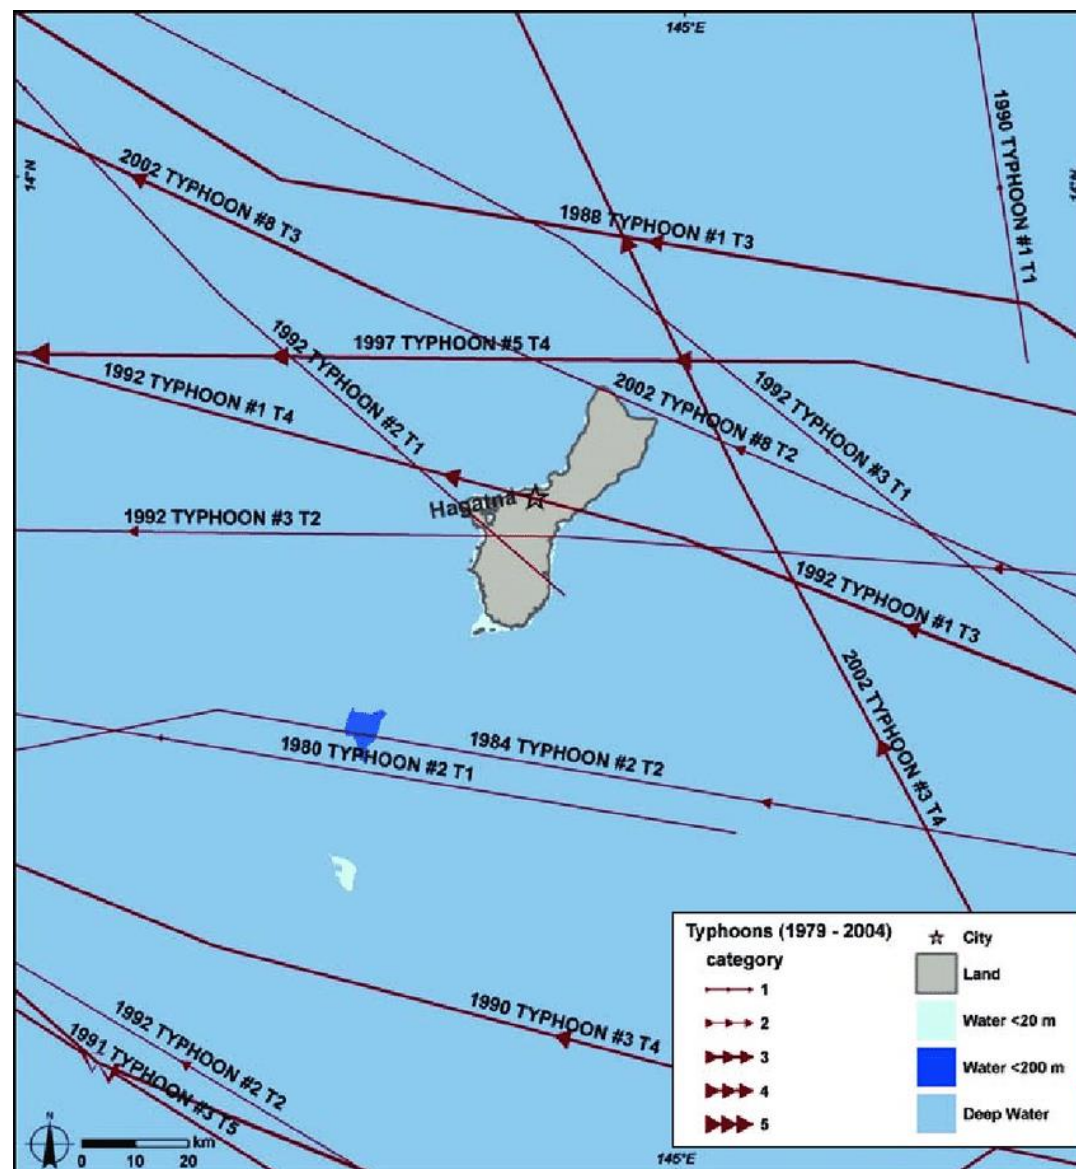 145°E
14°N
1990 TYPHOON #1 T1
2002 TYPHOON #8 T3
1988 TYPHOON #1 T3
1997 TYPHOON #5 T4
1992 TYPHOON #2 T1
1992 TYPHOON #1 T4
2002 TYPHOON #8 T2
1992 TYPHOON #3 T1
Hagatna
1992 TYPHOON #3 T2
1992 TYPHOON #1 T3
2002 TYPHOON #3 T4
1984 TYPHOON #2 T2
1980 TYPHOON #2 T1
1990 TYPHOON #3 T4
1992 TYPHOON #2 T2
1991 TYPHOON #3 T5
Typhoons (1979 - 2004)
category
1
2
3
4
5
City
Land
Water <20 m
Water <200 m
Deep Water
N
km
0 10 20
145°E